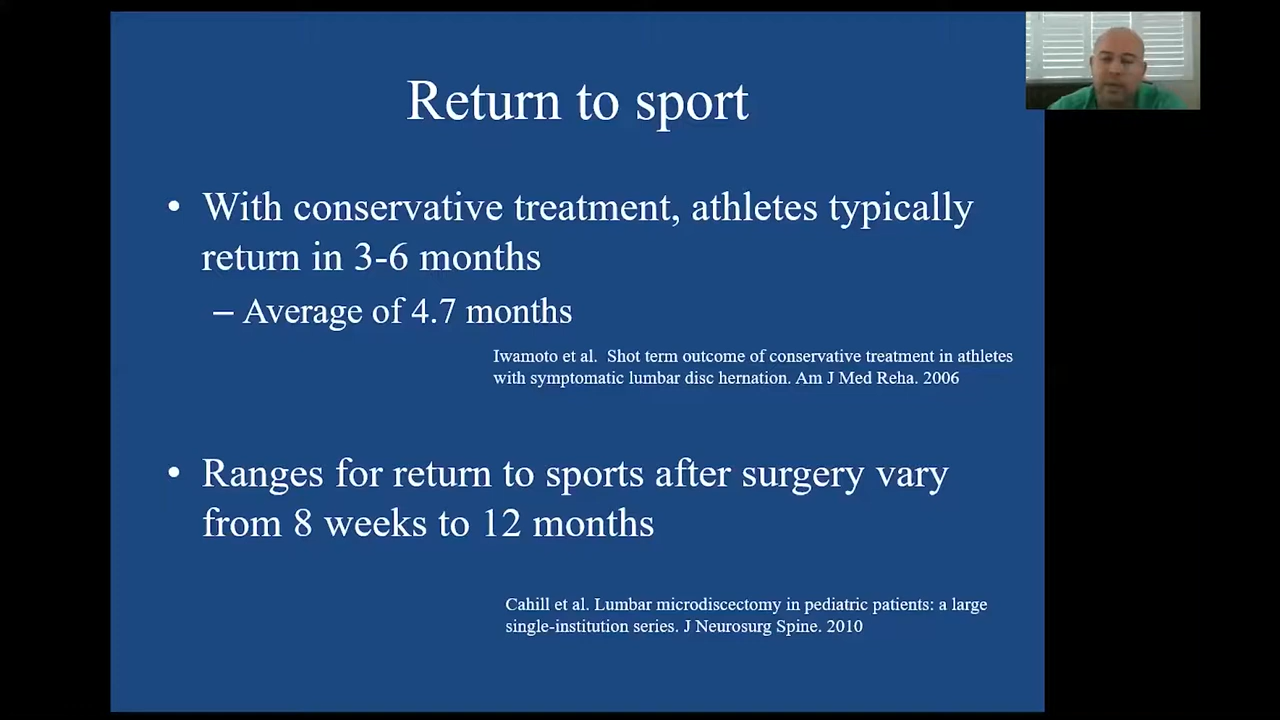 Return to sport
• With conservative treatment, athletes typically
return in 3-6 months
– Average of 4.7 months
Iwamoto et al.  Shot term outcome of conservative treatment in athletes
with symptomatic lumbar disc hernation. Am J Med Reha. 2006
• Ranges for return to sports after surgery vary
from 8 weeks to 12 months
Cahill et al. Lumbar microdiscectomy in pediatric patients: a large
single-institution series. J Neurosurg Spine. 2010